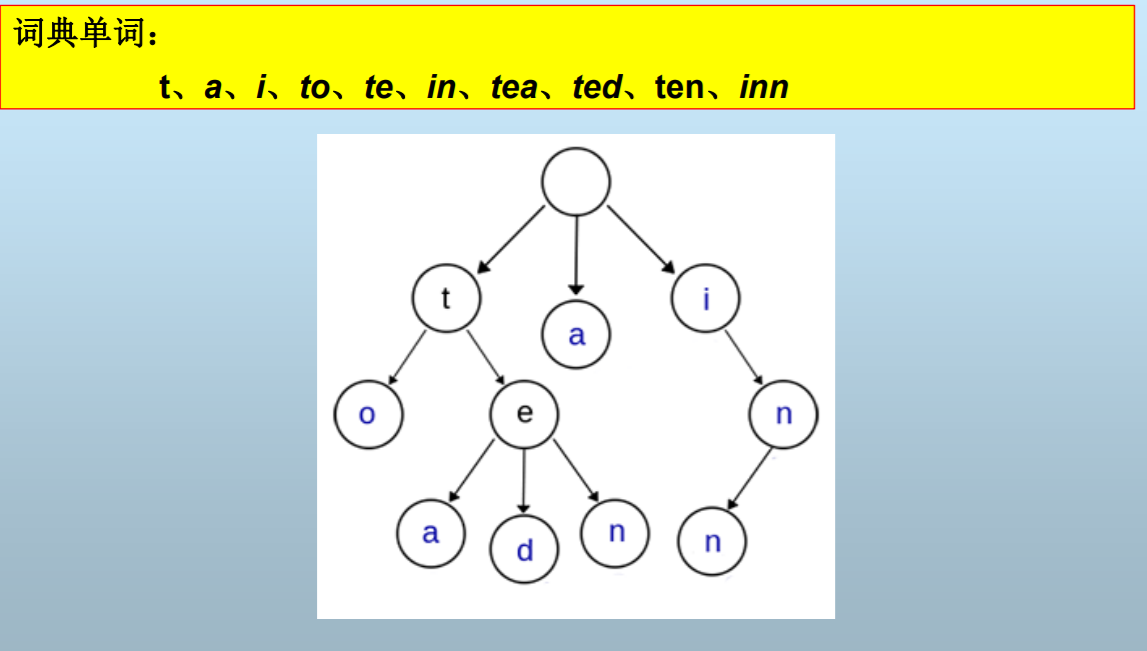 词典单词：
t、a、i、to、te、in、tea、ted、ten、inn
t
a
i
o
e
n
a
d
n
n